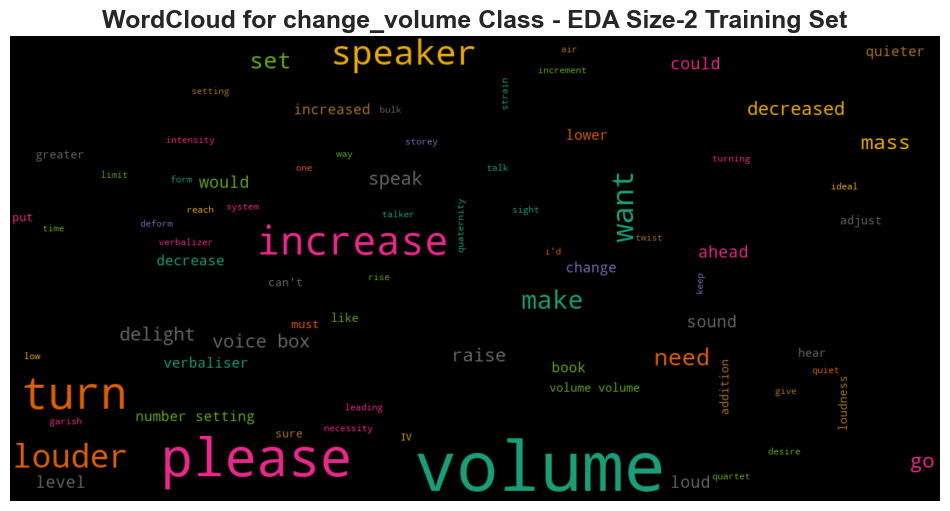 WordCloud for change_volume Class - EDA Size-2 Training Set
set speaker air could quieter
increment
setting increased bulk strain decreased
intensity storey lower mass
greater way turning
limit form would one speak talk want ideal
put reach system talker quaternity sight adjust
time deform
verbalizer increase i'd twist ahead
decrease change
can't rise keep
make
must like sound
delight voice box
low verbaliser raise book need hear
quiet
turn volume volume addition give loudness
number setting leading
garish necessity
louder sure IV
please volume desire go
level loud quartet